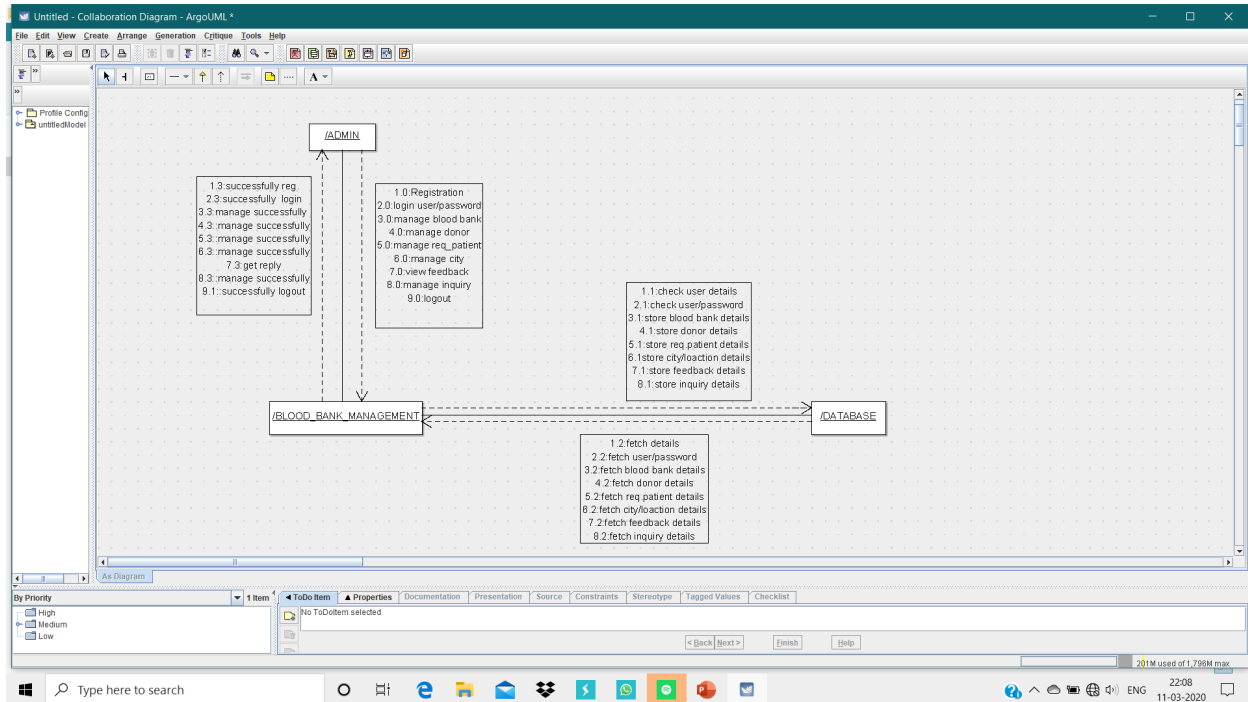 Untitled - Collaboration Diagram - ArgoUML *
File Edit View Create Arrange Generation Critique Tools Help
A
Profile Config
untitledModel
/ADMIN
1.3:successfully reg
2.3:successfully login
3.3:manage successfully
4.3::manage successfully
5.3::manage successfully
6.3::manage successfully
7.3:get reply
8.3::manage successfully
9.1::successfully logout
1.0:Registration
2.0:login user/password
3.0:manage blood bank
4.0:manage donor
5.0:manage req_patient
6.0:manage city
7.0:view feedback
8.0:manage inquiry
9.0:logout
1.1:check user details
2.1:check user/password
3.1:store blood bank details
4.1:store donor details
5.1:store req.patient details
6.1store city/loaction details
7.1:store feedback details
8.1:store inquiry details
/BLOOD_BANK_MANAGEMENT
/DATABASE
1.2:fetch details
2.2:fetch user/password
3.2:fetch blood bank details
4.2:fetch donor details
5.2:fetch req.patient details
6.2:fetch city/loaction details
7.2:fetch feedback details
8.2:fetch inquiry details
As Diagram
By Priority 1 Item
High
Medium
Low
ToDo Item Properties Documentation Presentation Source Constraints Stereotype Tagged Values Checklist
No ToDoItem selected
< Back Next > Finish Help
201M used of 1,796M max
Type here to search
ENG
22:08
11-03-2020